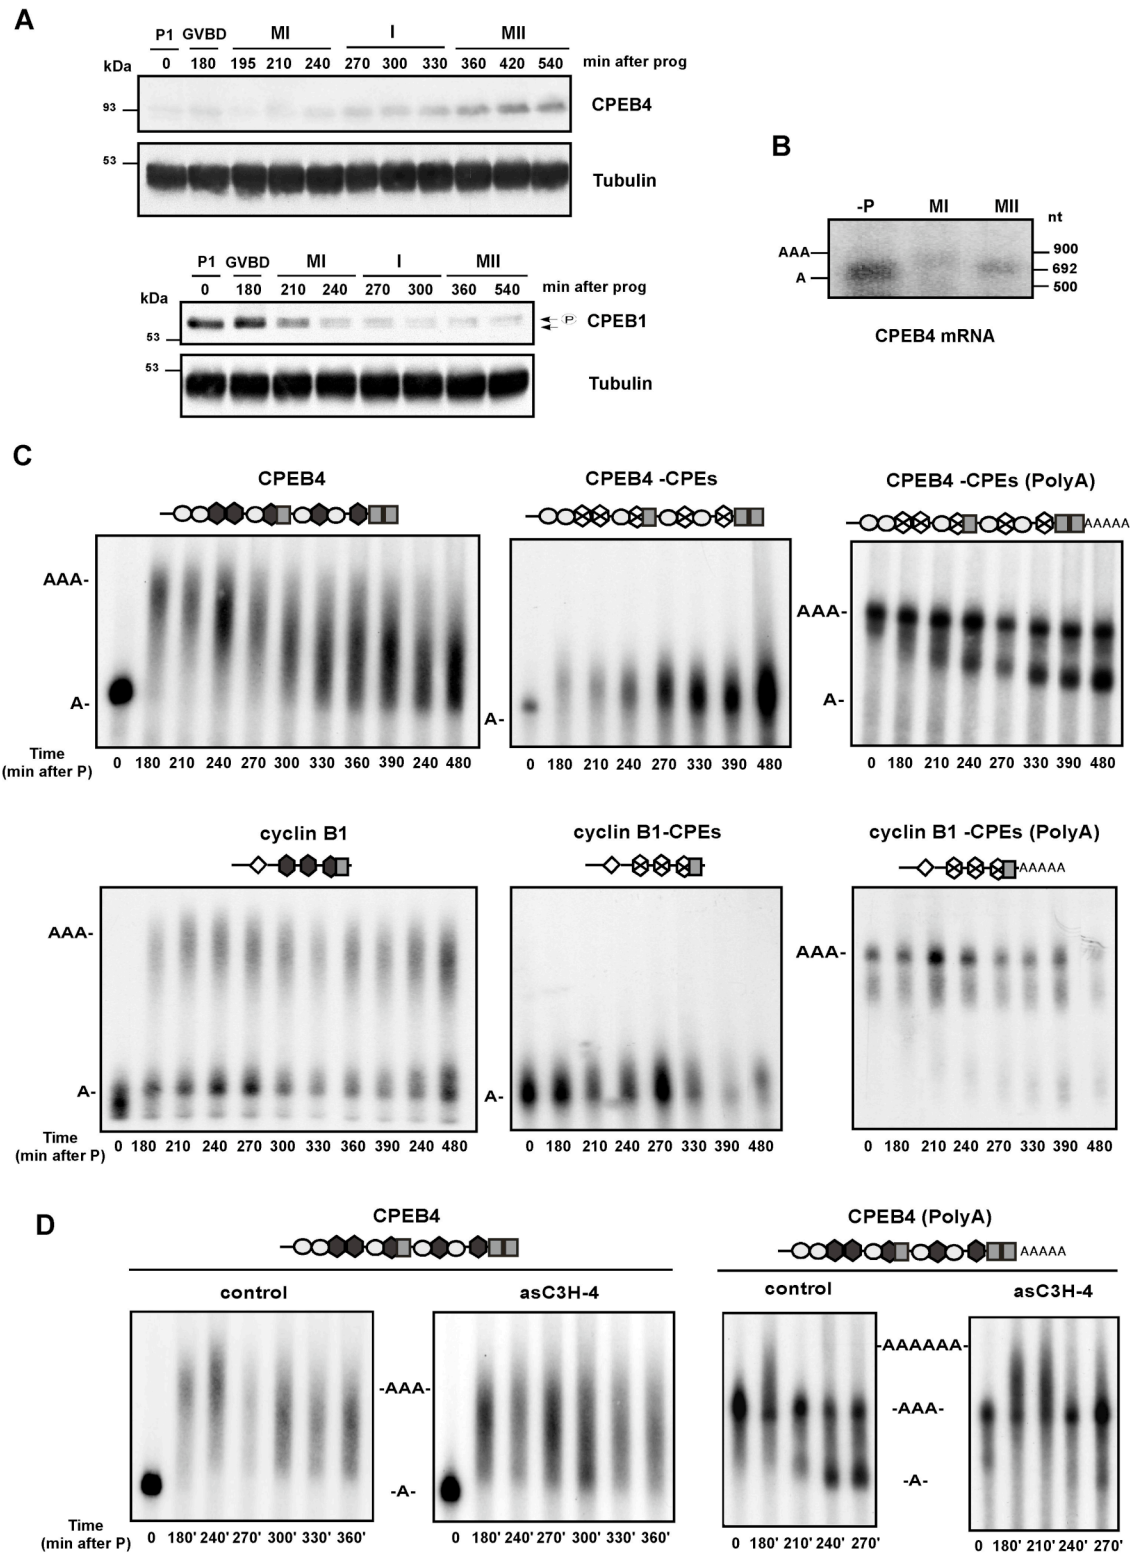 A
P1 GVBD MI I MII
kDa 0 180 195 210 240 270 300 330 360 420 540 min after prog
93 CPEB4
53 Tubulin
P1 GVBD MI I MII
kDa 0 180 210 240 270 300 360 540 min after prog
53 P CPEB1
53 Tubulin
B
-P MI MII nt
AAA 900
A 692
500
CPEB4 mRNA
C
CPEB4 CPEB4 -CPEs CPEB4 -CPEs (PolyA)
AAAAA
AAA- AAA-
A- A- A-
Time (min after P) 0 180 210 240 270 300 330 360 390 240 480
0 180 210 240 270 330 390 480
0 180 210 240 270 330 390 480
cyclin B1 cyclin B1-CPEs cyclin B1 -CPEs (PolyA)
AAAAA
AAA- AAA-
A- A-
Time (min after P) 0 180 210 240 270 300 330 360 390 240 480
0 180 210 240 270 330 390 480
0 180 210 240 270 330 390 480
D
CPEB4 CPEB4 (PolyA)
AAAAA
control asC3H-4 control asC3H-4
-AAAAAA-
-AAA- -AAA-
-A- -A-
Time (min after P) 0 180' 240' 270' 300' 330' 360'
0 180' 240' 270' 300' 330' 360'
0 180' 210' 240' 270'
0 180' 210' 240' 270'